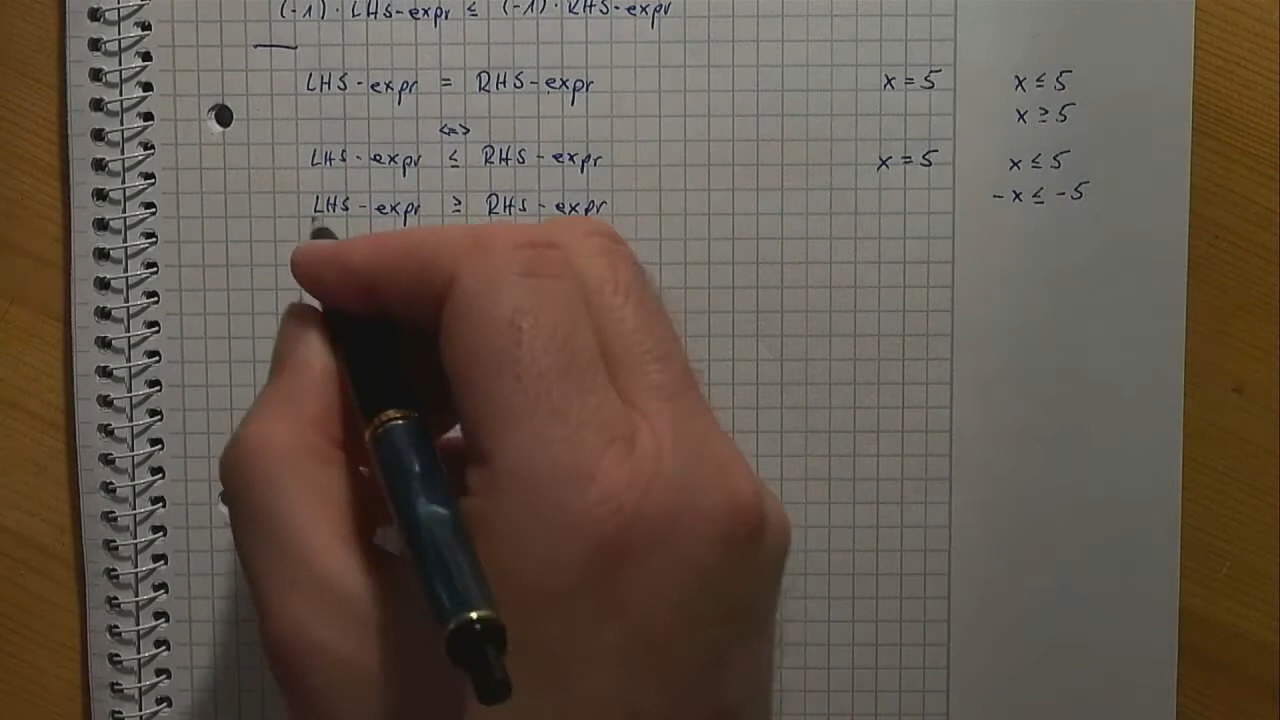 (-1) · LHS-expr ≤ (-1) · RHS-expr
LHS-expr = RHS-expr
x = 5
x ≤ 5
x ≥ 5
<=>
LHS-expr ≤ RHS-expr
x = 5
x ≤ 5
-x ≤ -5
LHS-expr ≥ RHS-expr